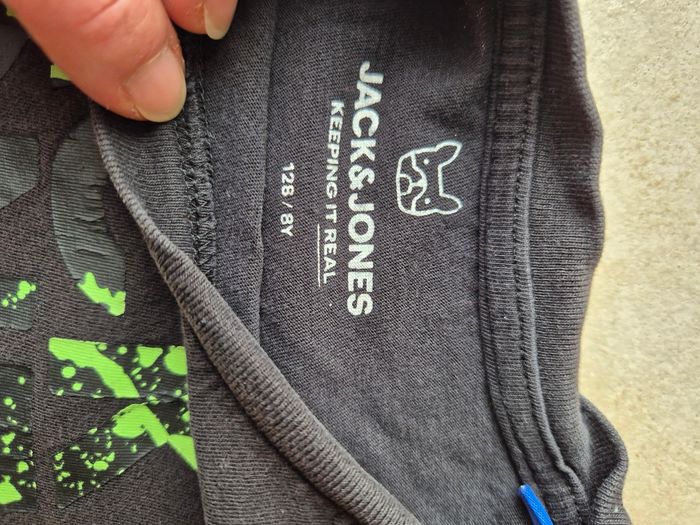 JACK&JONES
KEEPING IT REAL
128 / 8Y